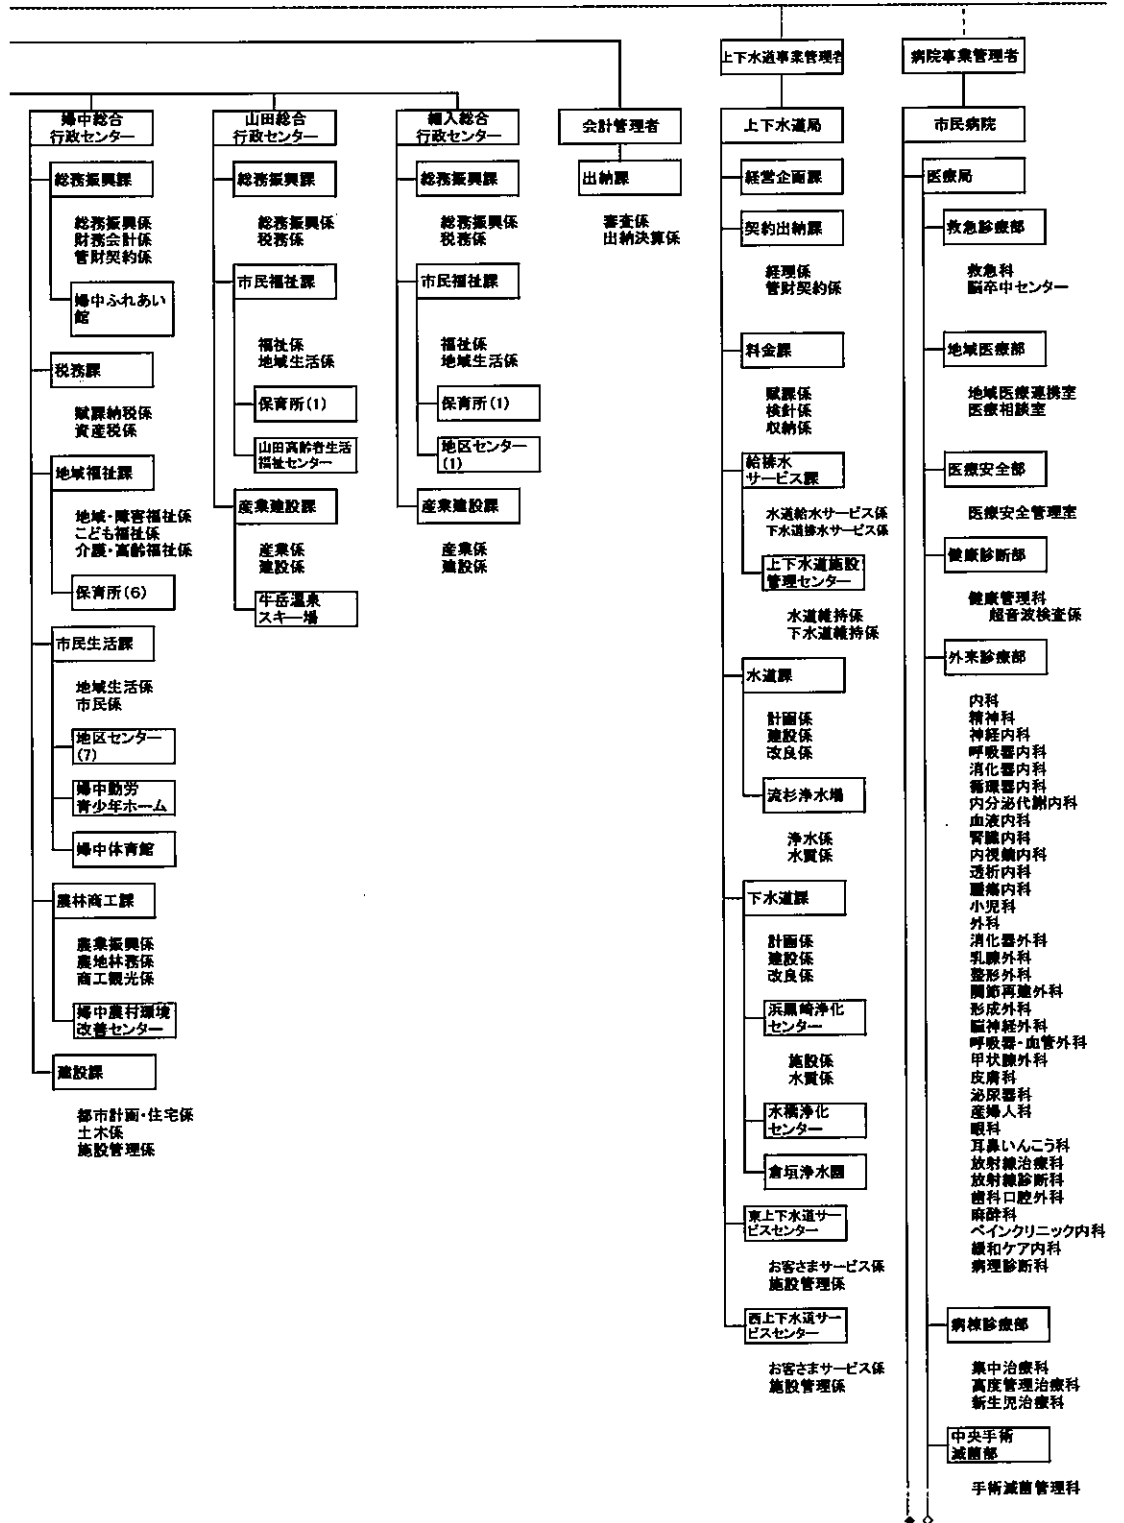 上下水道事業管理者
病院事業管理者
婦中総合
行政センター
総務振興課
総務振興係
財務会計係
管財契約係
婦中ふれあい
館
税務課
賦課納税係
資産税係
地域福祉課
地域・障害福祉係
こども福祉係
介護・高齢福祉係
保育所(6)
市民生活課
地域生活係
市民係
地区センター
(7)
婦中勤労
青少年ホーム
婦中体育館
農林商工課
農業振興係
農地林務係
商工観光係
婦中農村環境
改善センター
建設課
都市計画・住宅係
土木係
施設管理係
山田総合
行政センター
総務振興課
総務振興係
税務係
市民福祉課
福祉係
地域生活係
保育所(1)
山田高齢者生活
福祉センター
産業建設課
産業係
建設係
牛岳温泉
スキー場
細入総合
行政センター
総務振興課
総務振興係
税務係
市民福祉課
福祉係
地域生活係
保育所(1)
地区センター
(1)
産業建設課
産業係
建設係
会計管理者
出納課
審査係
出納決算係
上下水道局
経営企画課
契約出納課
経理係
管財契約係
料金課
賦課係
検針係
収納係
給排水
サービス課
水道給水サービス係
下水道排水サービス係
上下水道施設
管理センター
水道維持係
下水道維持係
水道課
計画係
建設係
改良係
流杉浄水場
浄水係
水質係
下水道課
計画係
建設係
改良係
浜黒崎浄化
センター
施設係
水質係
水橋浄化
センター
倉垣浄水園
東上下水道サー
ビスセンター
お客さまサービス係
施設管理係
西上下水道サー
ビスセンター
お客さまサービス係
施設管理係
市民病院
医療局
救急診療部
救急科
脳卒中センター
地域医療部
地域医療連携室
医療相談室
医療安全部
医療安全管理室
健康診断部
健康管理科
超音波検査係
外来診療部
内科
精神科
神経内科
呼吸器内科
消化器内科
循環器内科
内分泌代謝内科
血液内科
腎臓内科
内視鏡内科
透析内科
腫瘍内科
小児科
外科
消化器外科
乳腺外科
整形外科
関節再建外科
形成外科
脳神経外科
呼吸器・血管外科
甲状腺外科
皮膚科
泌尿器科
産婦人科
眼科
耳鼻いんこう科
放射線治療科
放射線診断科
歯科口腔外科
麻酔科
ペインクリニック内科
緩和ケア内科
病理診断科
病棟診療部
集中治療科
高度管理治療科
新生児治療科
中央手術
滅菌部
手術滅菌管理科